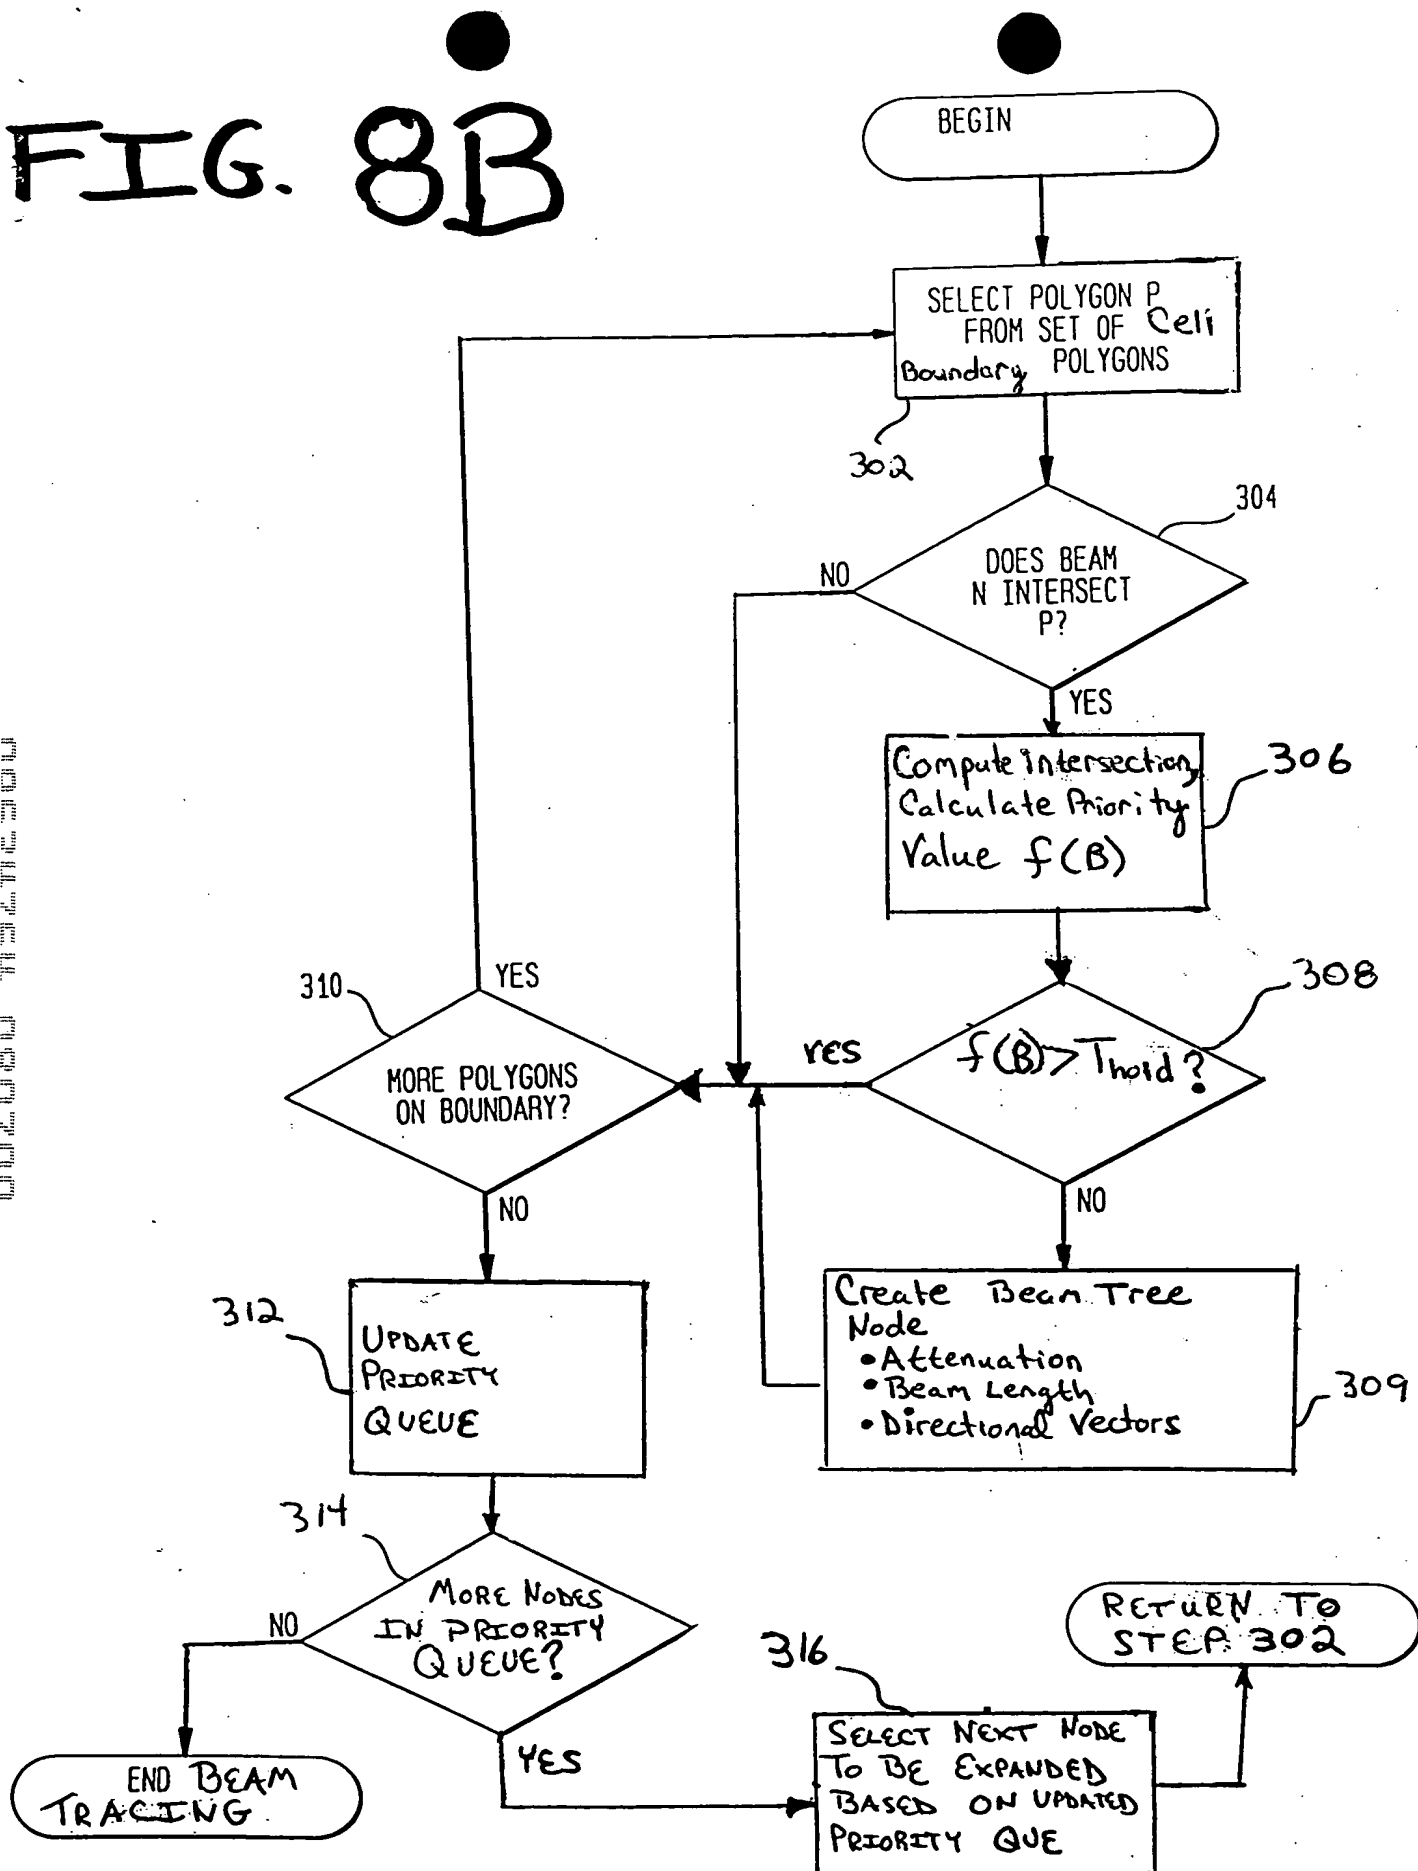 FIG. 8B
BEGIN
SELECT POLYGON P
FROM SET OF Cell
Boundary POLYGONS
302
304
DOES BEAM
N INTERSECT
P?
NO
YES
Compute intersection,
Calculate Priority
Value f(B)
306
308
f(B)>Thold?
YES
NO
310
YES
MORE POLYGONS
ON BOUNDARY?
NO
Create Beam Tree
Node
•Attenuation
•Beam Length
•Directional Vectors
309
312
UPDATE
PRIORITY
QUEUE
314
MORE NODES
IN PRIORITY
QUEUE?
NO
YES
END BEAM
TRACING
316
SELECT NEXT NODE
TO BE EXPANDED
BASED ON UPDATED
PRIORITY QUE
RETURN TO
STEP 302